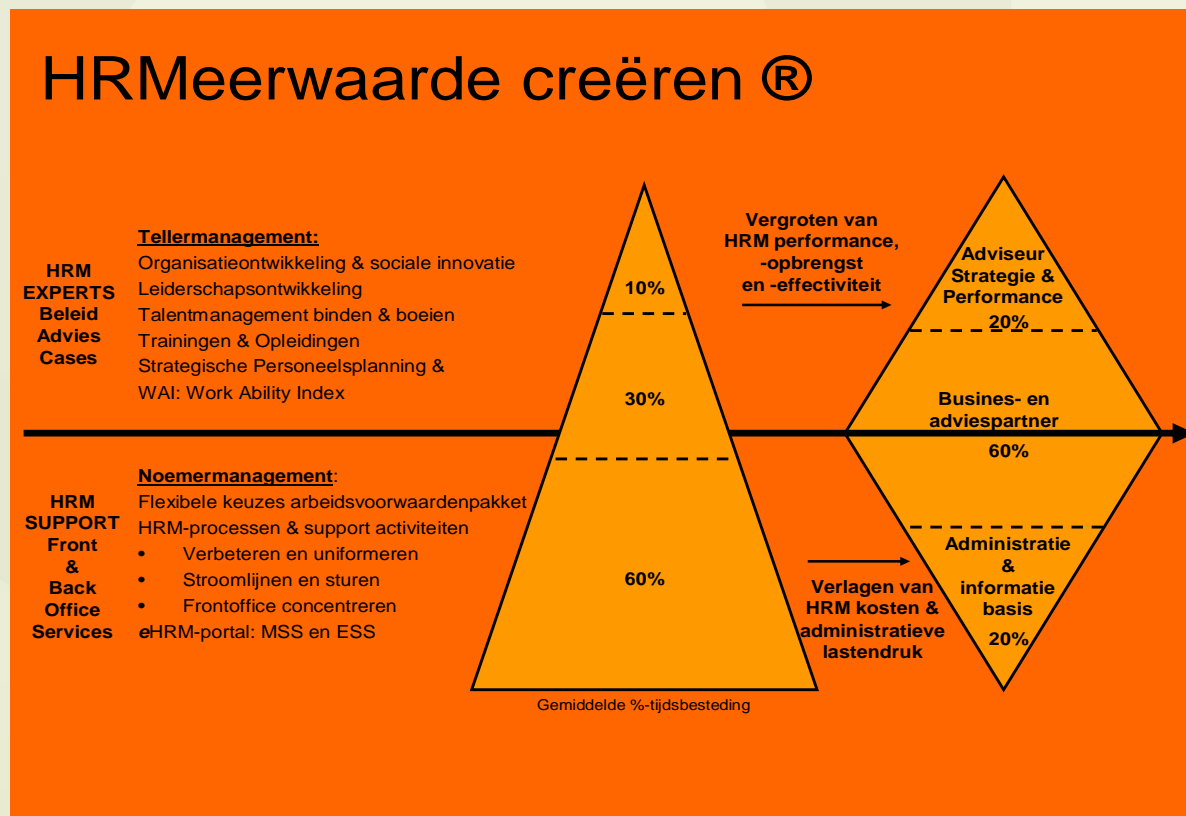 HRMeerwaarde creëren ®
HRM
EXPERTS
Beleid
Advies
Cases
Tellermanagement:
Organisatieontwikkeling & sociale innovatie
Leiderschapsontwikkeling
Talentmanagement binden & boeien
Trainingen & Opleidingen
Strategische Personeelsplanning &
WAI: Work Ability Index
HRM
SUPPORT
Front
&
Back
Office
Services
Noemermanagement:
Flexibele keuzes arbeidsvoorwaardenpakket
HRM-processen & support activiteiten
• Verbeteren en uniformeren
• Stroomlijnen en sturen
• Frontoffice concentreren
eHRM-portal: MSS en ESS
10%
30%
60%
Gemiddelde %-tijdsbesteding
Vergroten van
HRM performance,
-opbrengst
en -effectiviteit
Verlagen van
HRM kosten &
administratieve
lastendruk
Adviseur
Strategie &
Performance
20%
Busines- en
adviespartner
60%
Administratie
&
informatie
basis
20%